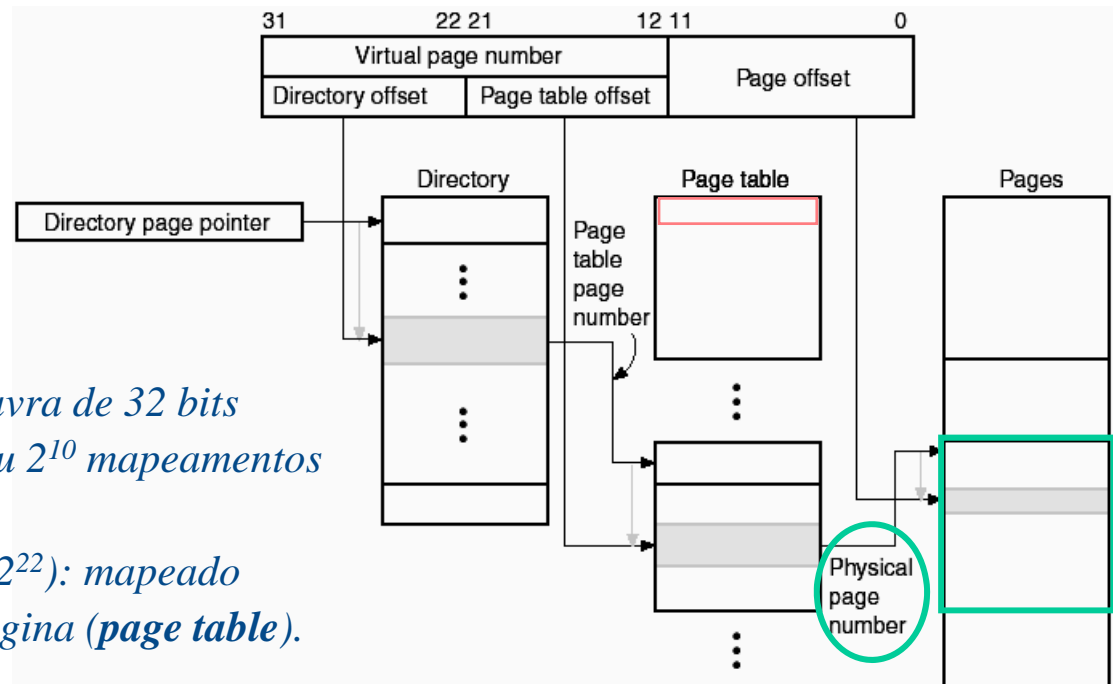 31 22 21 12 11 0
Virtual page number
Directory offset Page table offset Page offset
Directory Page table Pages
Directory page pointer
Page
table
page
number
avra de 32 bits
u 2¹⁰ mapeamentos
2²²): mapeado
gina (page table).
Physical
page
number